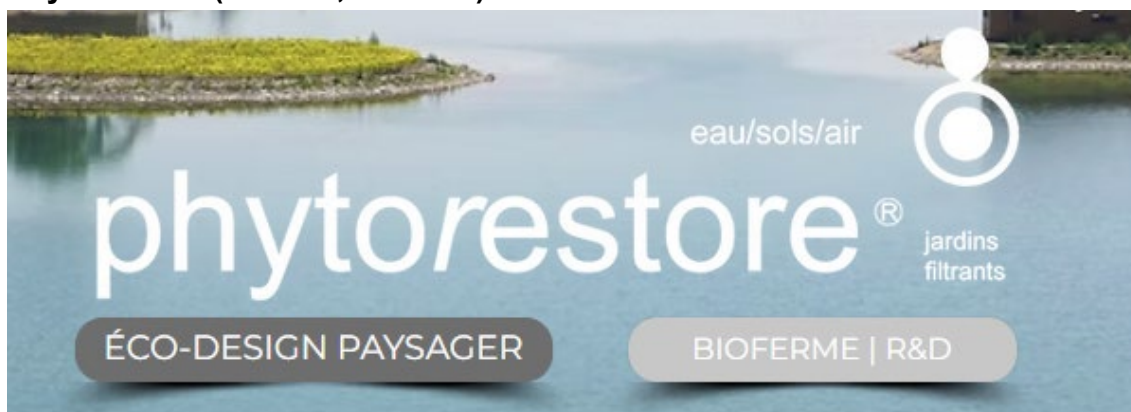 eau/sols/air
phytorestore®
jardins
filtrants
ÉCO-DESIGN PAYSAGER
BIOFERME | R&D